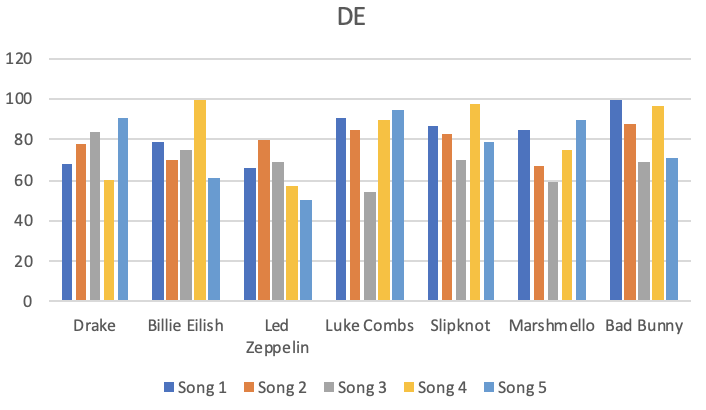 DE
120
100
80
60
40
20
0
Drake Billie Eilish Led Zeppelin Luke Combs Slipknot Marshmello Bad Bunny
Song 1 Song 2 Song 3 Song 4 Song 5